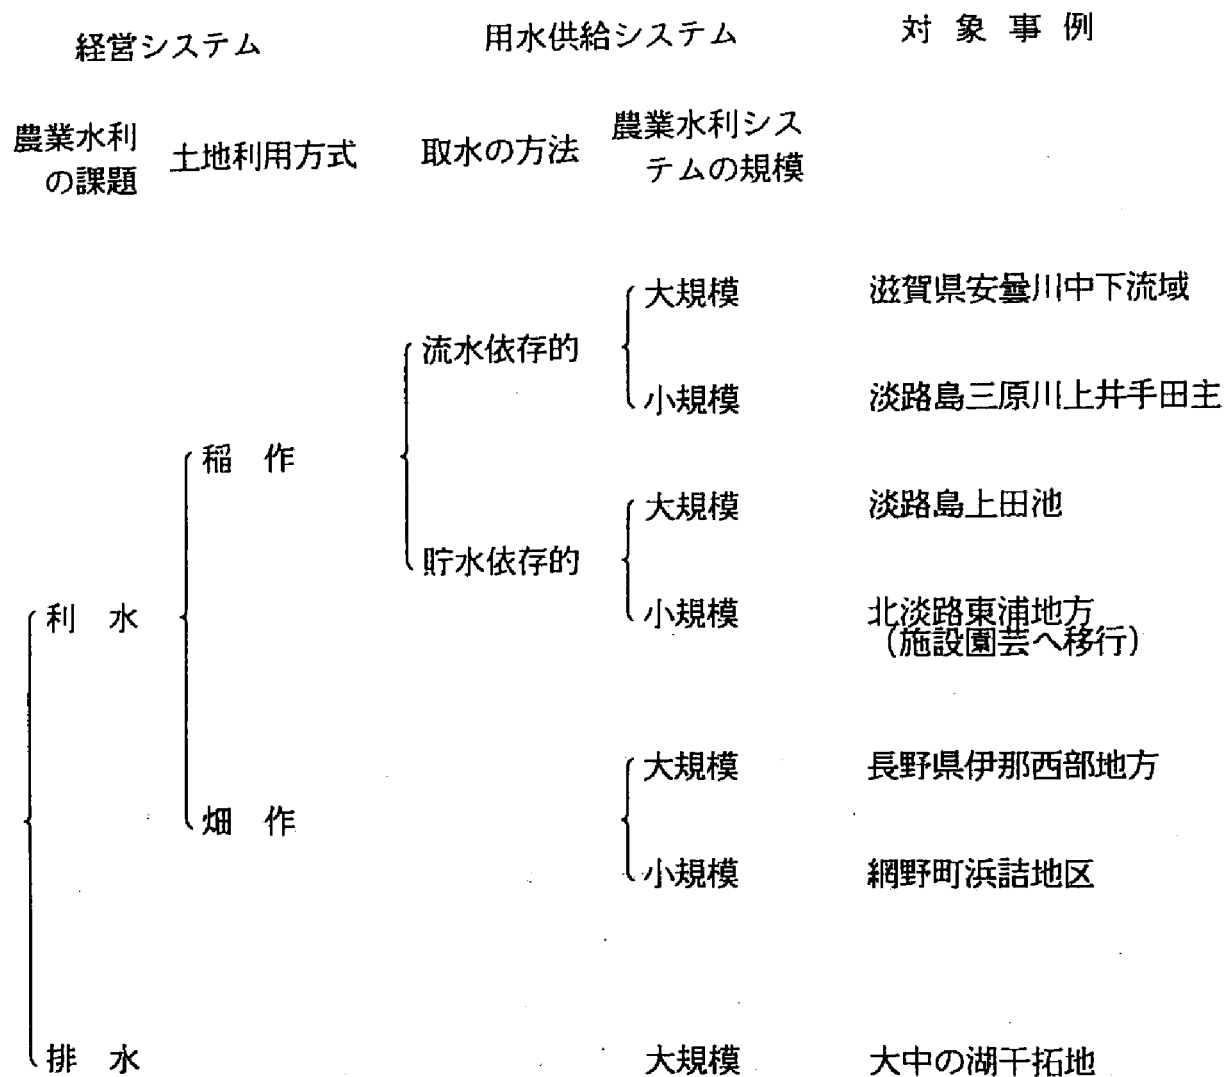 経営システム 用水供給システム 対象事例
農業水利の課題 土地利用方式 取水の方法 農業水利システムの規模
大規模 滋賀県安曇川中下流域
流水依存的
小規模 淡路島三原川上井手田主
稲 作
大規模 淡路島上田池
貯水依存的
小規模 北淡路東浦地方
(施設園芸へ移行)
利 水
大規模 長野県伊那西部地方
畑 作
小規模 網野町浜詰地区
排 水 大規模 大中の湖干拓地